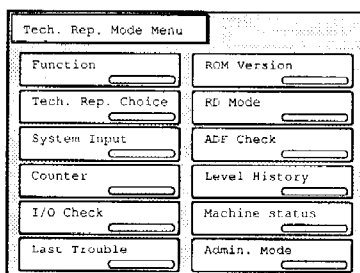 Tech. Rep. Mode Menu
Function
ROM Version
Tech. Rep. Choice
RD Mode
System Input
ADF Check
Counter
Level History
I/O Check
Machine status
Last Trouble
Admin. Mode